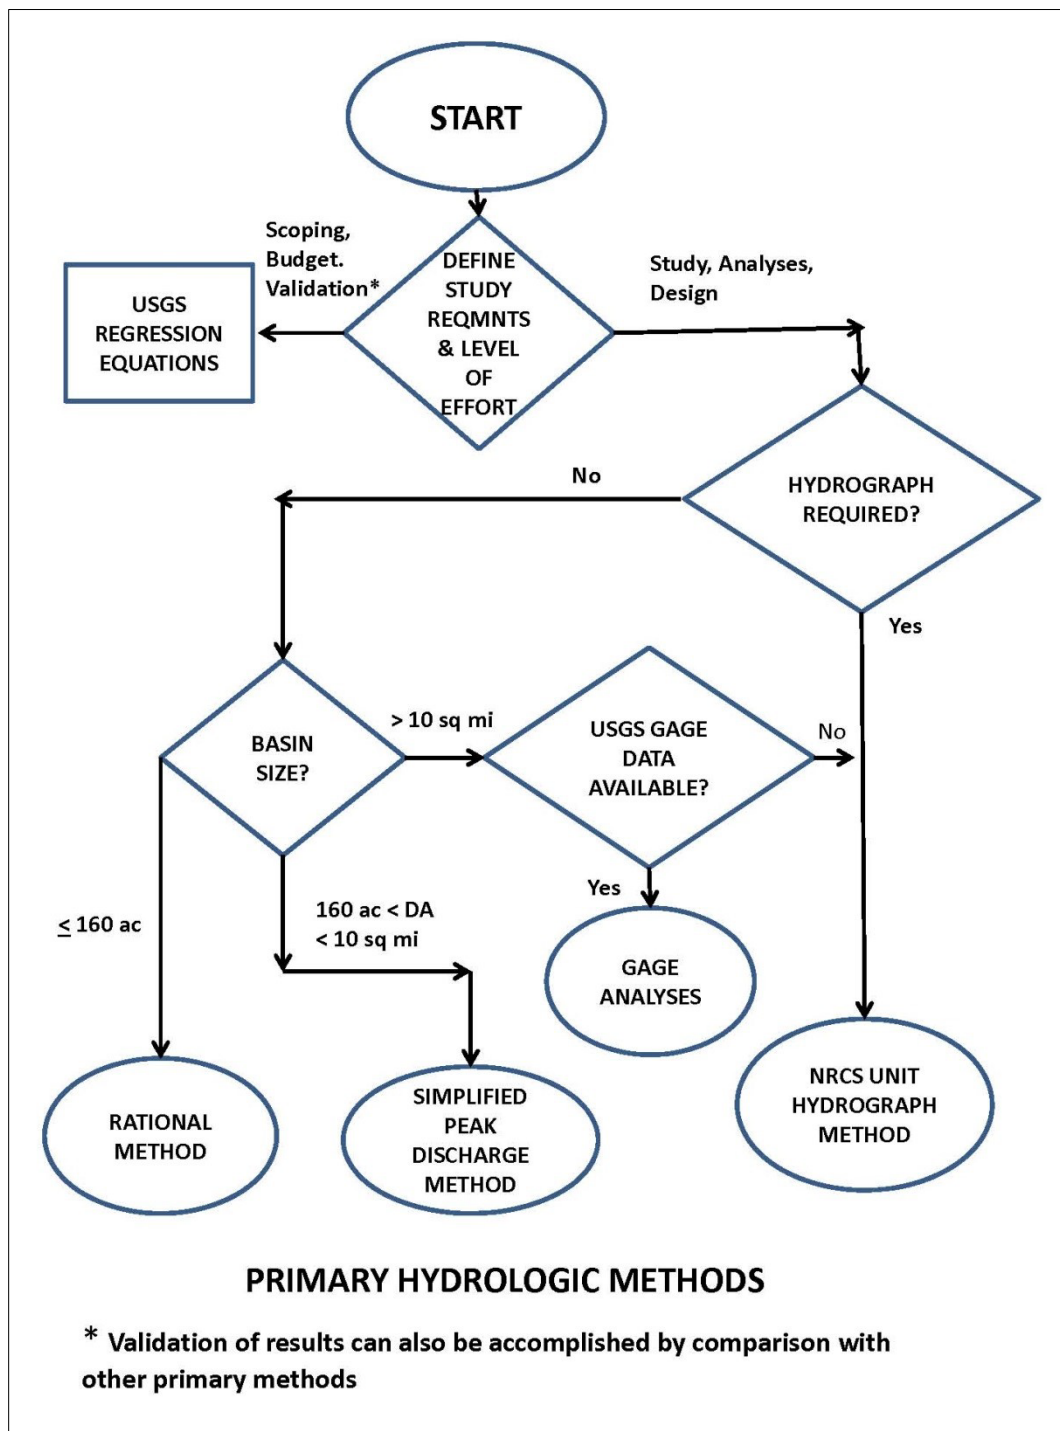 START
Scoping,
Budget.
Validation*
USGS
REGRESSION
EQUATIONS
DEFINE
STUDY
REQMNTS
& LEVEL
OF
EFFORT
Study, Analyses,
Design
No
HYDROGRAPH
REQUIRED?
Yes
BASIN
SIZE?
> 10 sq mi
USGS GAGE
DATA
AVAILABLE?
No
≤ 160 ac
160 ac < DA
< 10 sq mi
Yes
GAGE
ANALYSES
RATIONAL
METHOD
SIMPLIFIED
PEAK
DISCHARGE
METHOD
NRCS UNIT
HYDROGRAPH
METHOD
PRIMARY HYDROLOGIC METHODS
* Validation of results can also be accomplished by comparison with
other primary methods